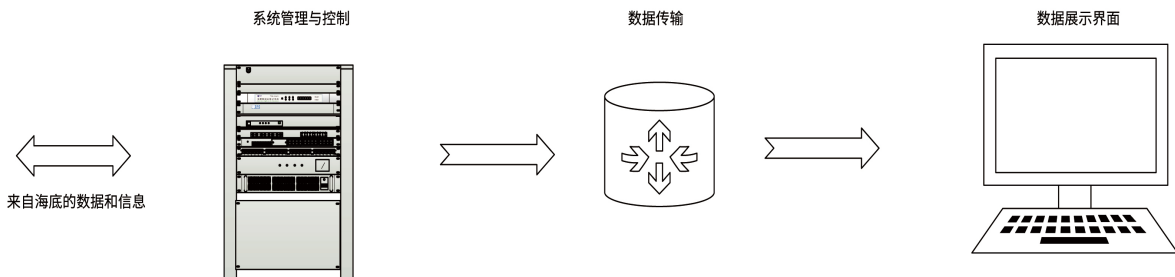 系统管理与控制
数据传输
数据展示界面
来自海底的数据和信息